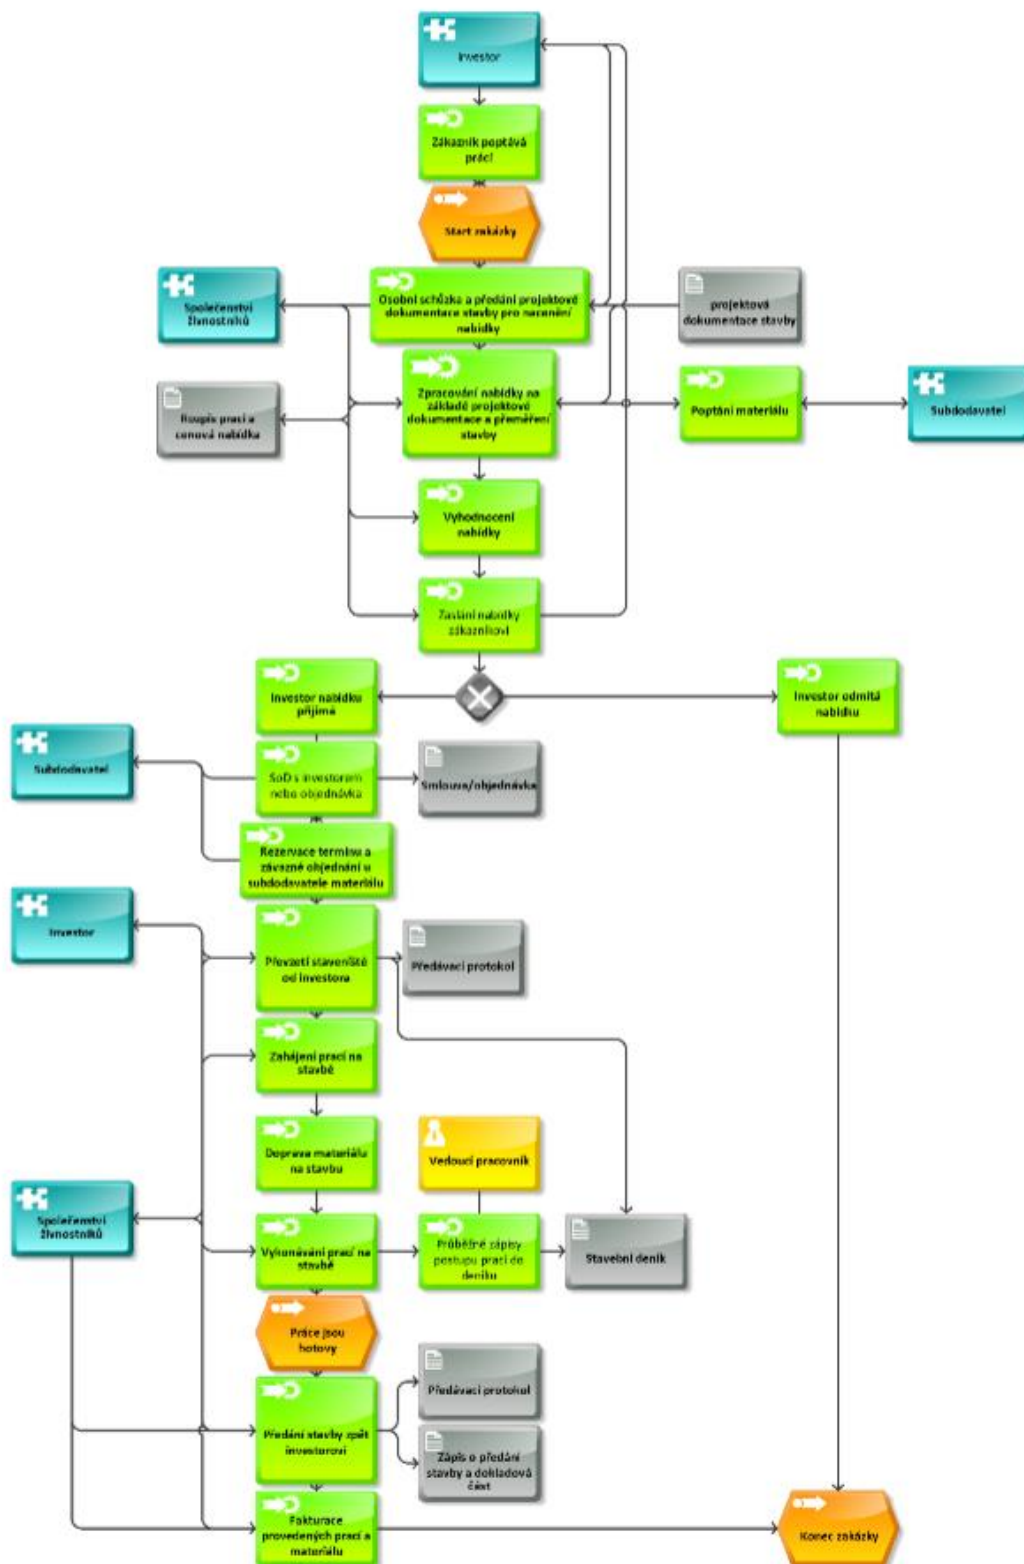 Investor
Zákazník poptává
práci
Start zakázky
Společenství
živnostníků
Osobní schůzka a předání projektové
dokumentace stavby pro nacenění
nabídky
projektová
dokumentace stavby
Roupis prací a
cenová nabídka
Zpracování nabídky na
základě projektové
dokumentace a přeměření
stavby
Poptání materiálu
Subdodavatel
Vyhodnocení
nabídky
Zaslání nabídky
zákazníkovi
Investor nabídku
přijímá
Investor odmítá
nabídku
Subdodavatel
SoD s investorem
nebo objednávka
Smlouva/objednávka
Rezervace termínu a
závazné objednání u
subdodavatele materiálu
Investor
Převzetí staveniště
od investora
Předávací protokol
Zahájení prací na
stavbě
Doprava materiálu
na stavbu
Vedoucí pracovník
Společenství
živnostníků
Vykonávání prací na
stavbě
Průběžné zápisy
postupu prací do
deníku
Stavební deník
Práce jsou
hotovy
Předávací protokol
Předání stavby zpět
investorovi
Zápis o předání
stavby a dokladová
část
Fakturace
provedených prací a
materiálu
Konec zakázky